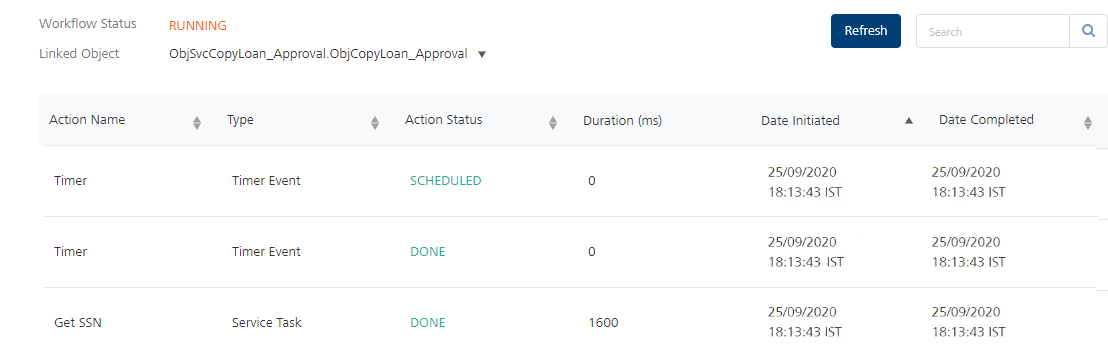 Workflow Status RUNNING
Refresh
Search
Linked Object ObjSvcCopyLoan_Approval.ObjCopyLoan_Approval
Action Name Type Action Status Duration (ms) Date Initiated Date Completed
Timer Timer Event SCHEDULED 0 25/09/2020 18:13:43 IST 25/09/2020 18:13:43 IST
Timer Timer Event DONE 0 25/09/2020 18:13:43 IST 25/09/2020 18:13:43 IST
Get SSN Service Task DONE 1600 25/09/2020 18:13:43 IST 25/09/2020 18:13:43 IST